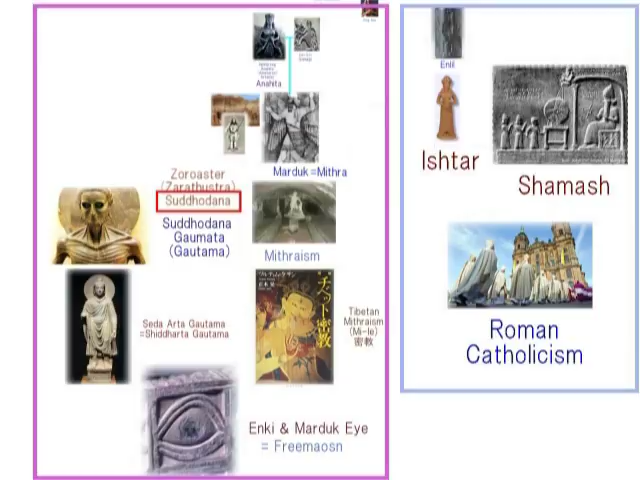 Anahita
Marduk =Mithra
Zoroaster
(Zarathustra)
Suddhodana
Suddhodana
Gaumata
(Gautama)
Mithraism
Seda Arta Gautama
=Shiddharta Gautama
チベット密教
Tibetan
Mithraism
(Mi-le)
密教
Enki & Marduk Eye
= Freemaosn
Enlil
Ishtar
Shamash
Roman
Catholicism